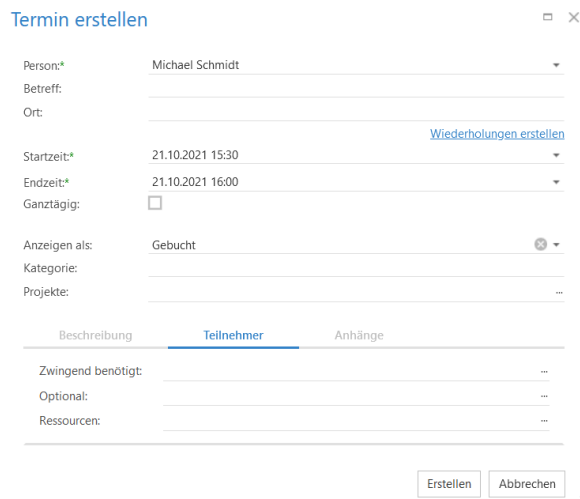 Termin erstellen
Person:* Michael Schmidt
Betreff:
Ort:
Wiederholungen erstellen
Startzeit:* 21.10.2021 15:30
Endzeit:* 21.10.2021 16:00
Ganztägig:
Anzeigen als: Gebucht
Kategorie:
Projekte: ...
Beschreibung Teilnehmer Anhänge
Zwingend benötigt: ...
Optional: ...
Ressourcen: ...
Erstellen Abbrechen